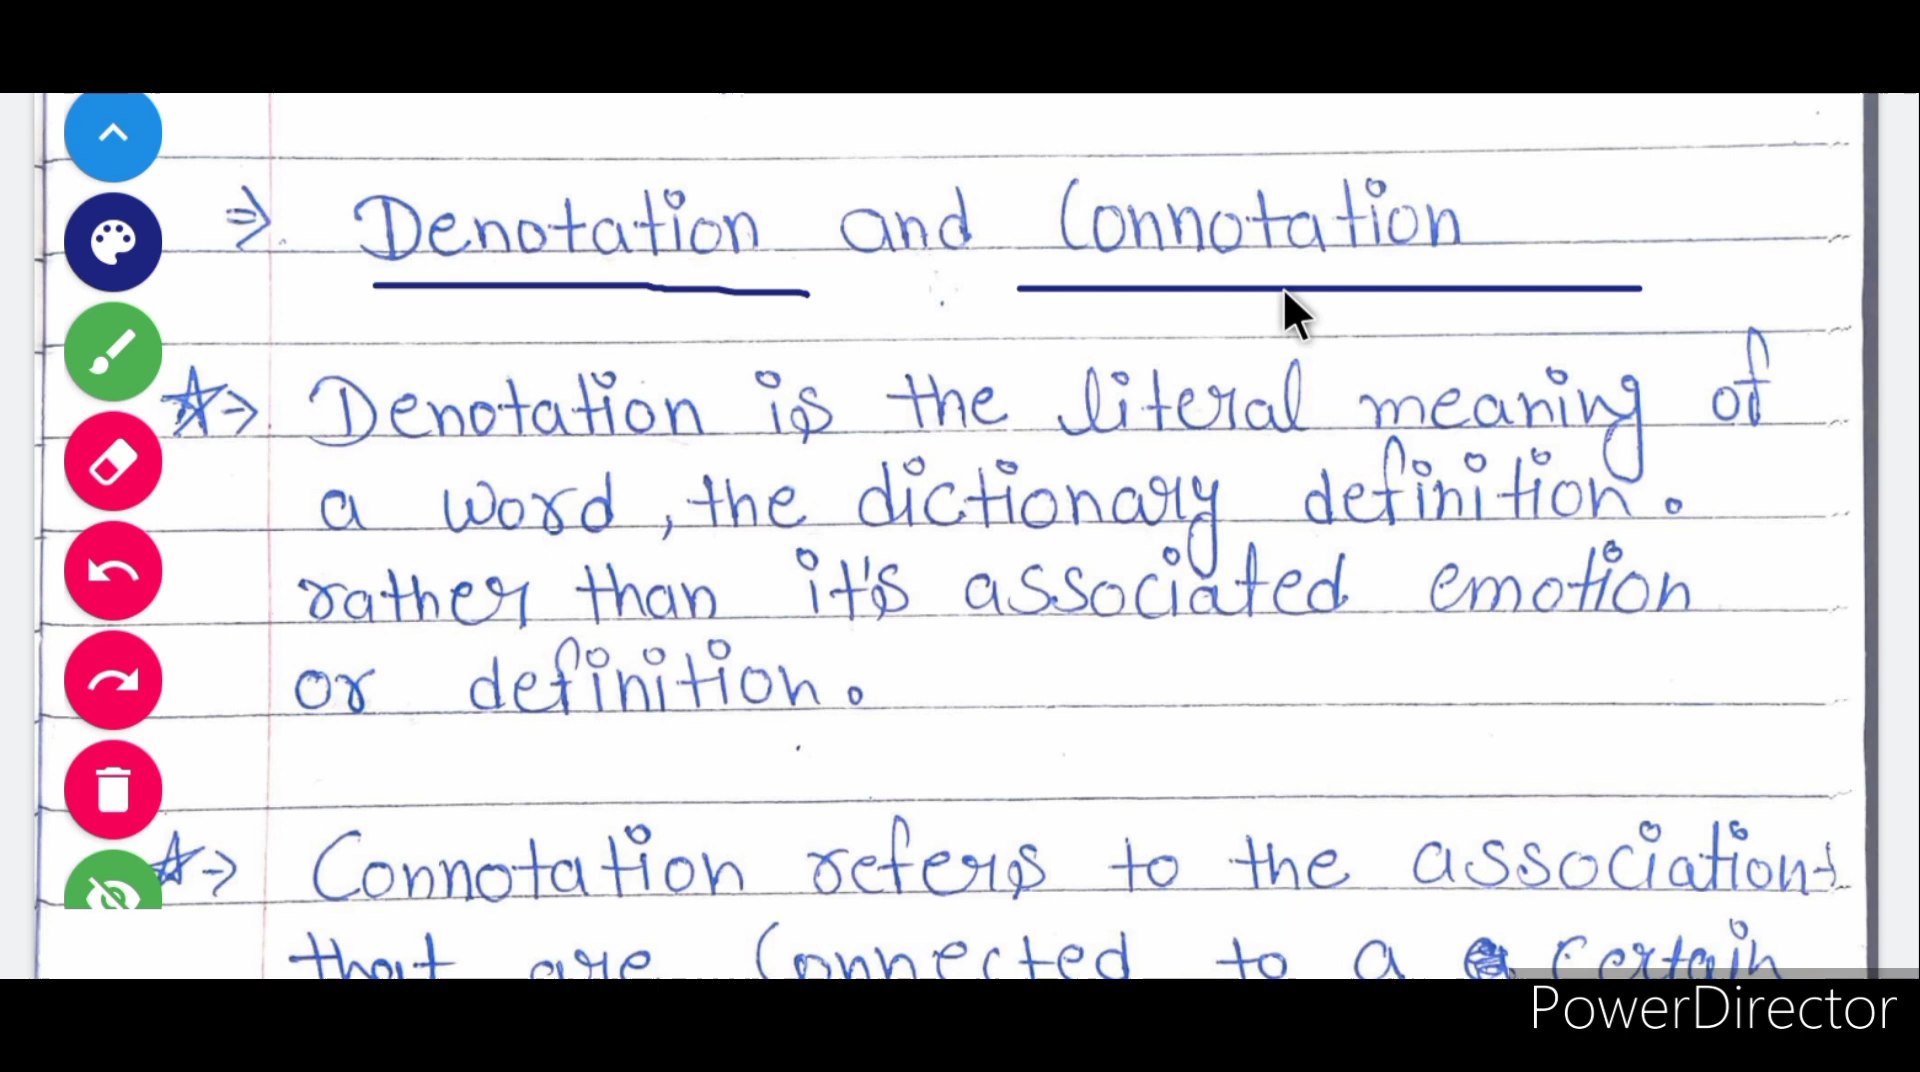 ⇒ Denotation and Connotation
☆→ Denotation is the literal meaning of
a word, the dictionary definition.
rather than it's associated emotion
or definition.
☆→ Connotation refers to the associations
that are Connected to a certain
PowerDirector